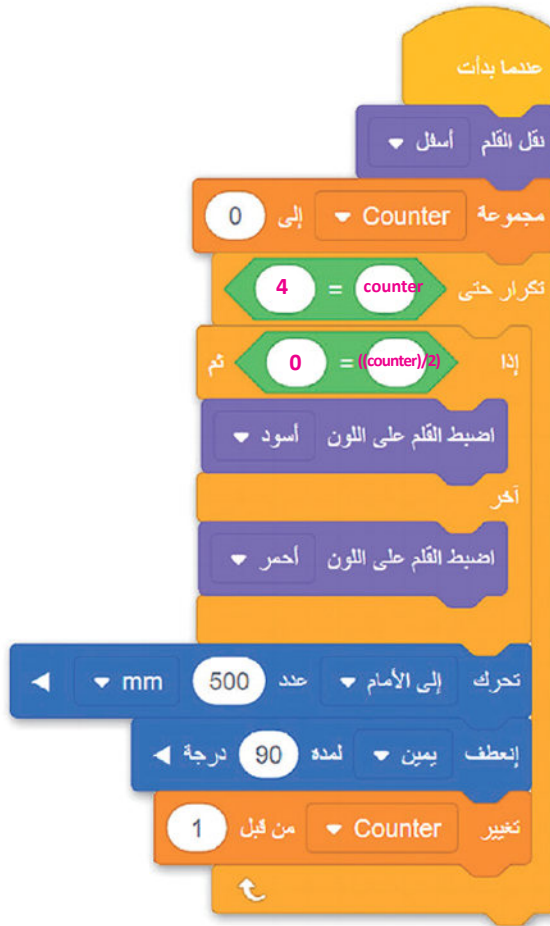 عندما بدأت
نقل القلم أسفل
مجموعة Counter إلى 0
تكرار حتى counter = 4
إذا ((counter)/2) = 0 ثم
اضبط القلم على اللون أسود
آخر
اضبط القلم على اللون أحمر
تحرك إلى الأمام عدد 500 mm
إنعطف يمين لمدة 90 درجة
تغيير Counter من قبل 1